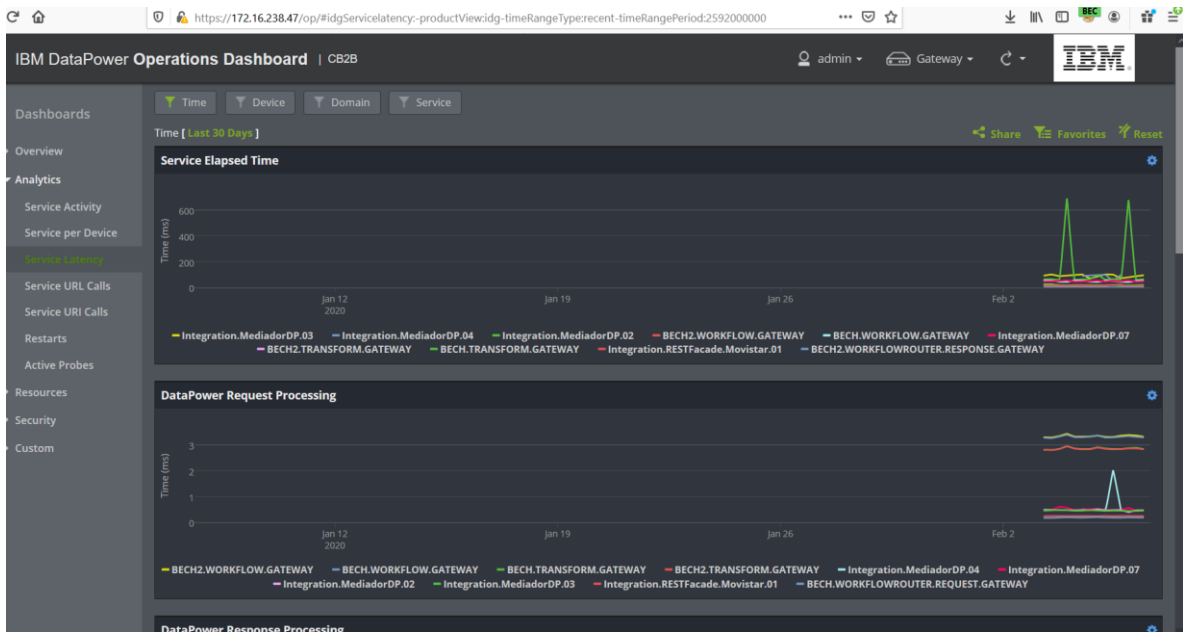 https://172.16.238.47/op/#idgServicelatency:-productView:idg-timeRangeType:recent-timeRangePeriod:2592000000
BEC
IBM DataPower Operations Dashboard | CB2B
admin
Gateway
IBM
Dashboards
Overview
Analytics
Service Activity
Service per Device
Service Latency
Service URL Calls
Service URI Calls
Restarts
Active Probes
Resources
Security
Custom
Time Device Domain Service
Time [ Last 30 Days ]
Share Favorites Reset
Service Elapsed Time
Time (ms)
600
400
200
0
Jan 12 Jan 19 Jan 26 Feb 2
2020
Integration.MediadorDP.03 Integration.MediadorDP.04 Integration.MediadorDP.02 BECH2.WORKFLOW.GATEWAY BECH.WORKFLOW.GATEWAY Integration.MediadorDP.07
BECH2.TRANSFORM.GATEWAY BECH.TRANSFORM.GATEWAY Integration.RESTFacade.Movistar.01 BECH2.WORKFLOWROUTER.RESPONSE.GATEWAY
DataPower Request Processing
Time (ms)
3
2
1
0
Jan 12 Jan 19 Jan 26 Feb 2
2020
BECH2.WORKFLOW.GATEWAY BECH.WORKFLOW.GATEWAY BECH.TRANSFORM.GATEWAY BECH2.TRANSFORM.GATEWAY Integration.MediadorDP.04 Integration.MediadorDP.07
Integration.MediadorDP.02 Integration.MediadorDP.03 Integration.RESTFacade.Movistar.01 BECH.WORKFLOWROUTER.REQUEST.GATEWAY
DataPower Response Processing